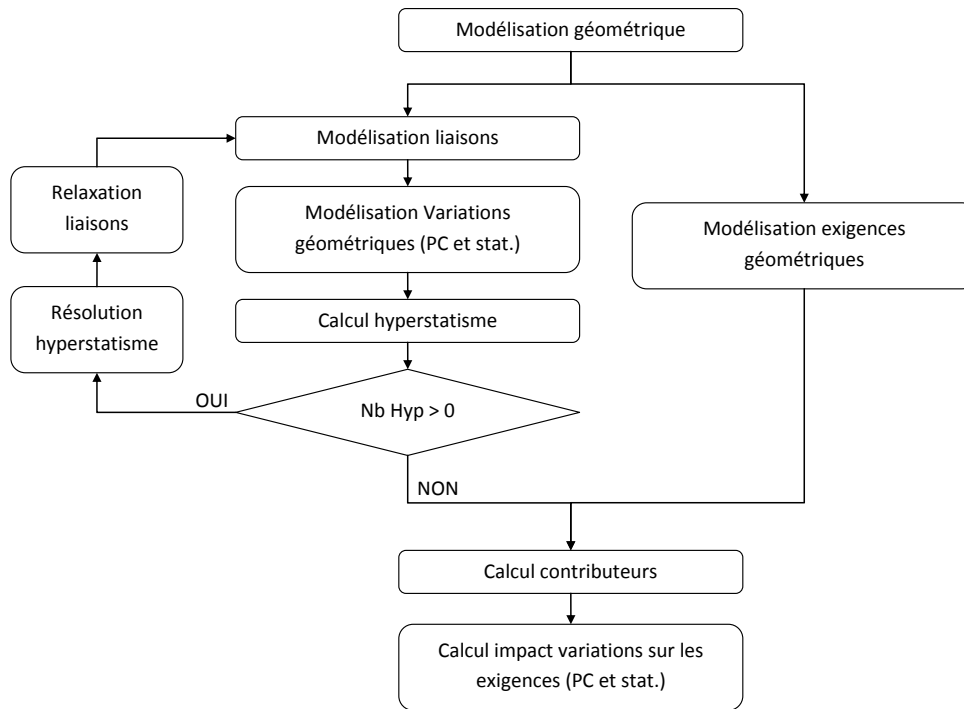 Modélisation géométrique
Modélisation liaisons
Relaxation
liaisons
Modélisation Variations
géométriques (PC et stat.)
Modélisation exigences
géométriques
Résolution
hyperstatisme
Calcul hyperstatisme
OUI
Nb Hyp > 0
NON
Calcul contributeurs
Calcul impact variations sur les
exigences (PC et stat.)